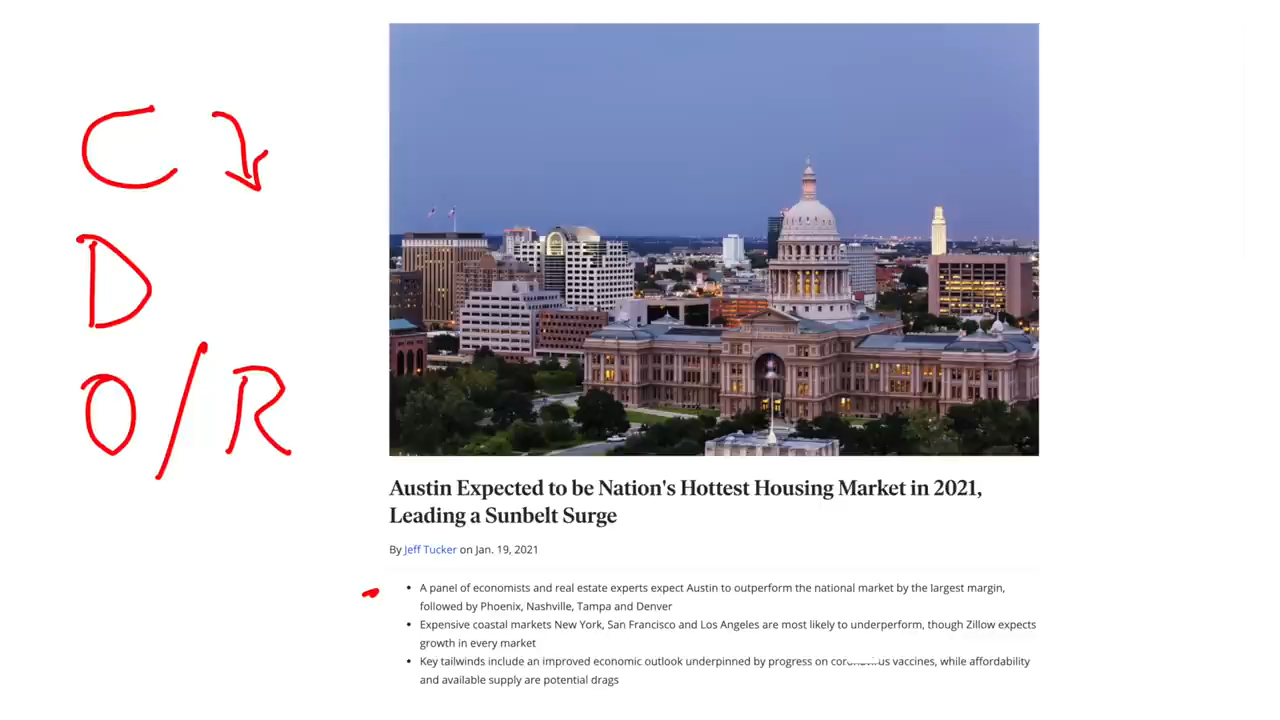 C
D
O/R
Austin Expected to be Nation's Hottest Housing Market in 2021,
Leading a Sunbelt Surge
By Jeff Tucker on Jan. 19, 2021
• A panel of economists and real estate experts expect Austin to outperform the national market by the largest margin,
followed by Phoenix, Nashville, Tampa and Denver
• Expensive coastal markets New York, San Francisco and Los Angeles are most likely to underperform, though Zillow expects
growth in every market
• Key tailwinds include an improved economic outlook underpinned by progress on coronavirus vaccines, while affordability
and available supply are potential drags